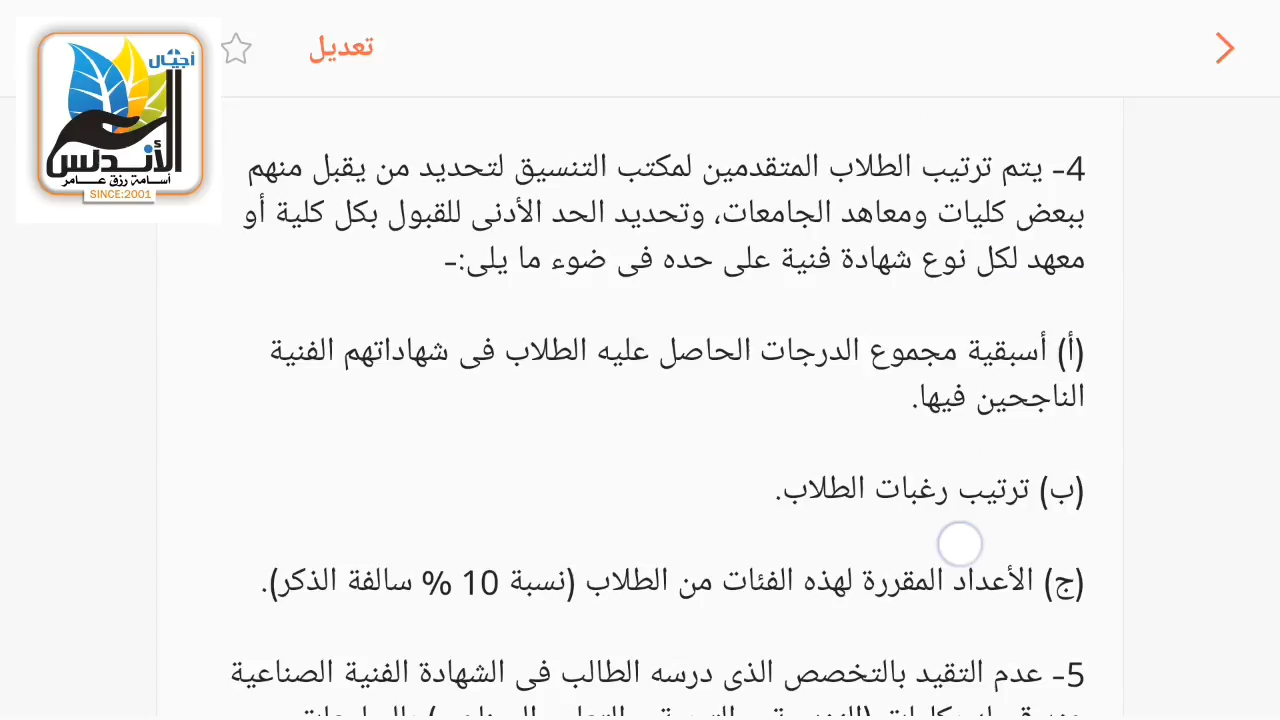 أجيال
الأندلس
أسامة رزق عامر
SINCE:2001
تعديل
4- يتم ترتيب الطلاب المتقدمين لمكتب التنسيق لتحديد من يقبل منهم
ببعض كليات ومعاهد الجامعات، وتحديد الحد الأدنى للقبول بكل كلية أو
معهد لكل نوع شهادة فنية على حده فى ضوء ما يلى:-
(أ) أسبقية مجموع الدرجات الحاصل عليه الطلاب فى شهاداتهم الفنية
الناجحين فيها.
(ب) ترتيب رغبات الطلاب.
(ج) الأعداد المقررة لهذه الفئات من الطلاب (نسبة 10 % سالفة الذكر).
5- عدم التقيد بالتخصص الذى درسه الطالب فى الشهادة الفنية الصناعية